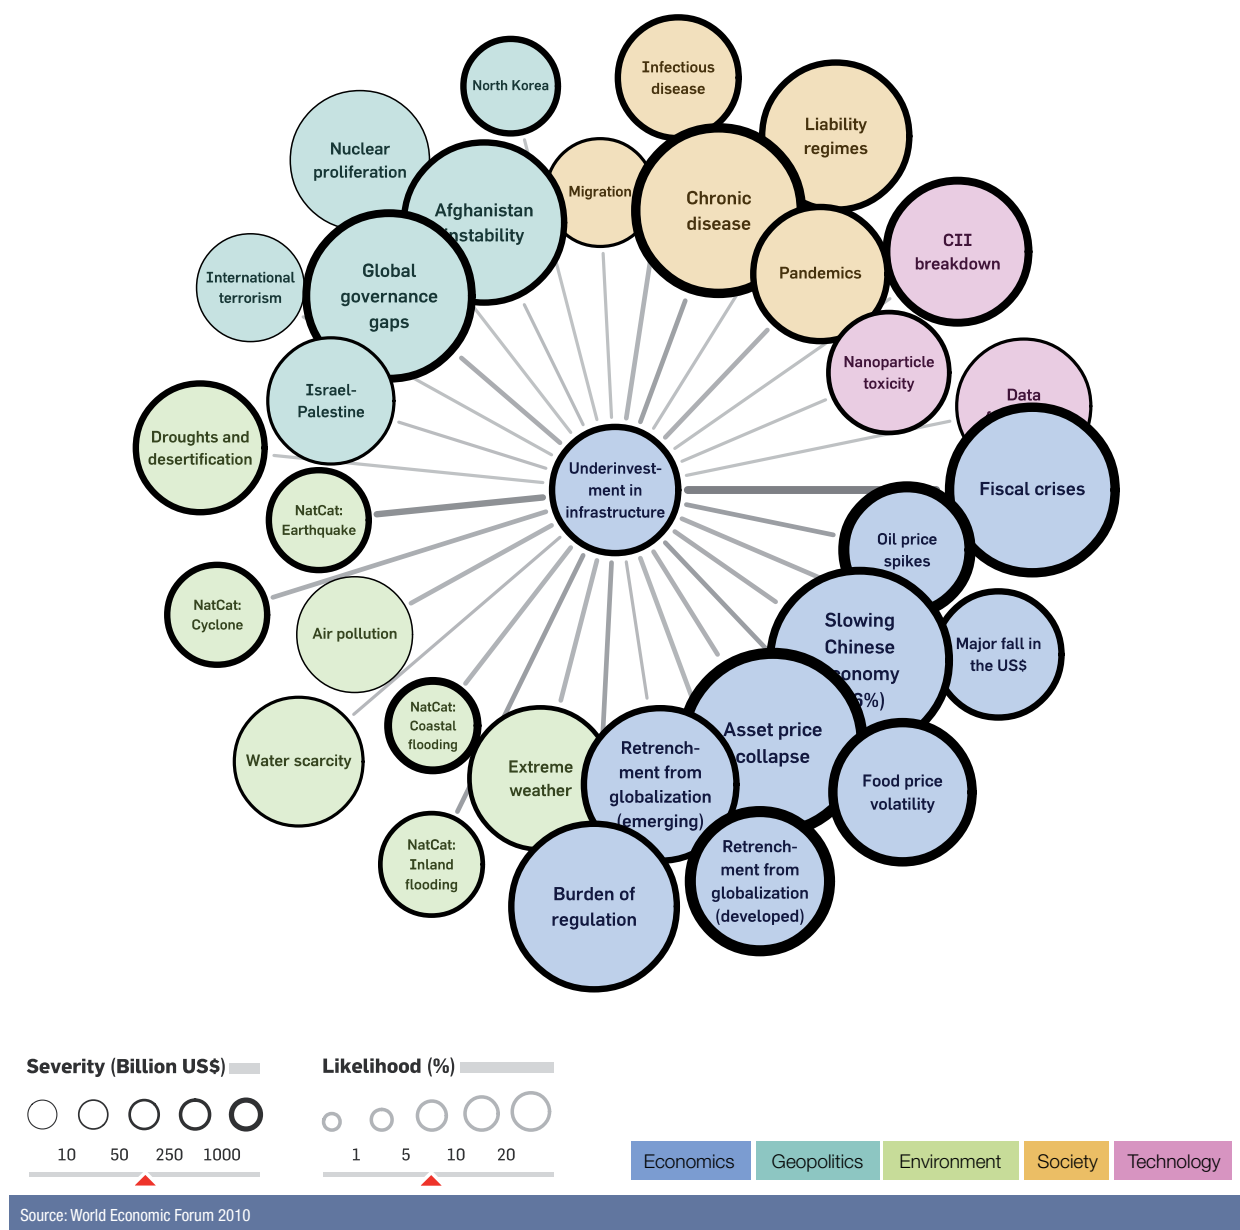 North Korea
Infectious
disease
Nuclear
proliferation
Liability
regimes
Migration
Chronic
disease
Afghanistan
instability
CII
breakdown
Pandemics
International
terrorism
Global
governance
gaps
Nanoparticle
toxicity
Israel-
Palestine
Data
Droughts and
desertification
Underinvest-
ment in
infrastructure
Fiscal crises
NatCat:
Earthquake
Oil price
spikes
NatCat:
Cyclone
Air pollution
Slowing
Chinese
onomy
6%)
Major fall in
the US$
NatCat:
Coastal
flooding
Water scarcity
Extreme
weather
Retrench-
ment from
globalization
(emerging)
Asset price
collapse
Food price
volatility
NatCat:
Inland
flooding
Burden of
regulation
Retrench-
ment from
globalization
(developed)
Severity (Billion US$)
10 50 250 1000
Likelihood (%)
1 5 10 20
Economics
Geopolitics
Environment
Society
Technology
Source: World Economic Forum 2010